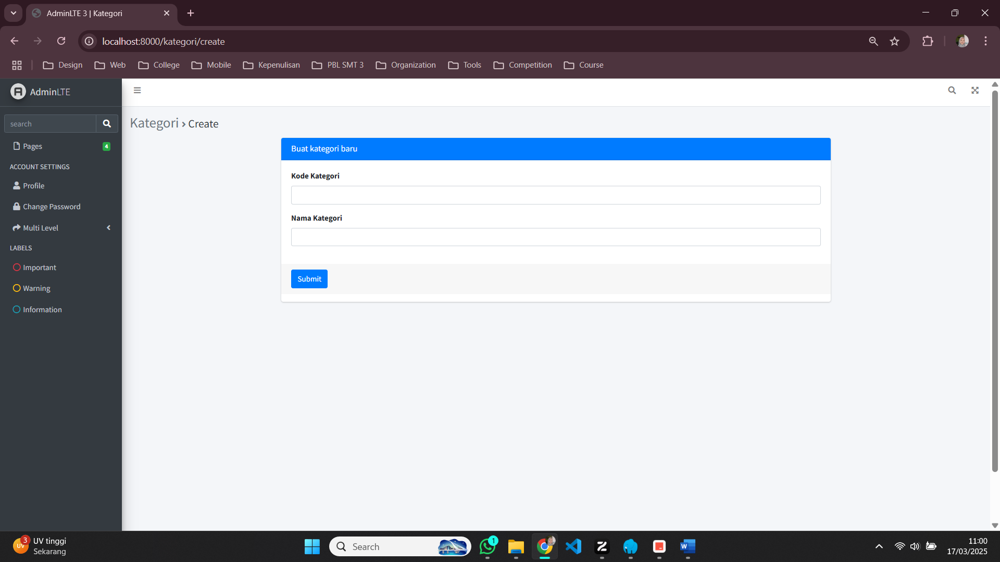 AdminLTE 3 | Kategori
localhost:8000/kategori/create
Design Web College Mobile Kepenulisan PBL SMT 3 Organization Tools Competition Course
AdminLTE
search
Pages 4
ACCOUNT SETTINGS
Profile
Change Password
Multi Level
LABELS
Important
Warning
Information
Kategori › Create
Buat kategori baru
Kode Kategori
Nama Kategori
Submit
3 UV UV tinggi
Sekarang
Search
1
W
11:00
17/03/2025